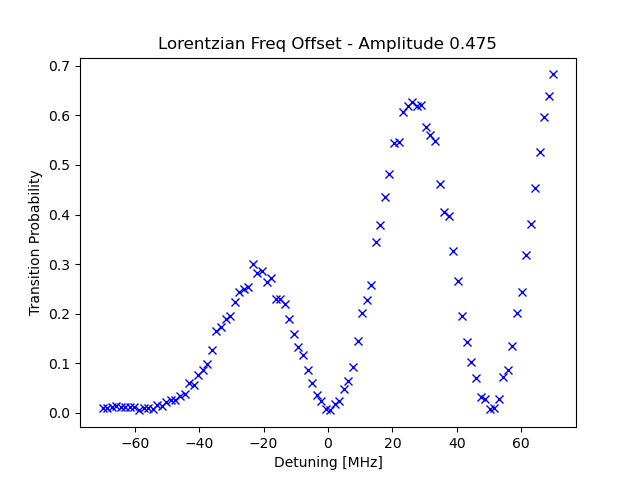 Lorentzian Freq Offset - Amplitude 0.475
Transition Probability
0.7
0.6
0.5
0.4
0.3
0.2
0.1
0.0
−60 −40 −20 0 20 40 60
Detuning [MHz]